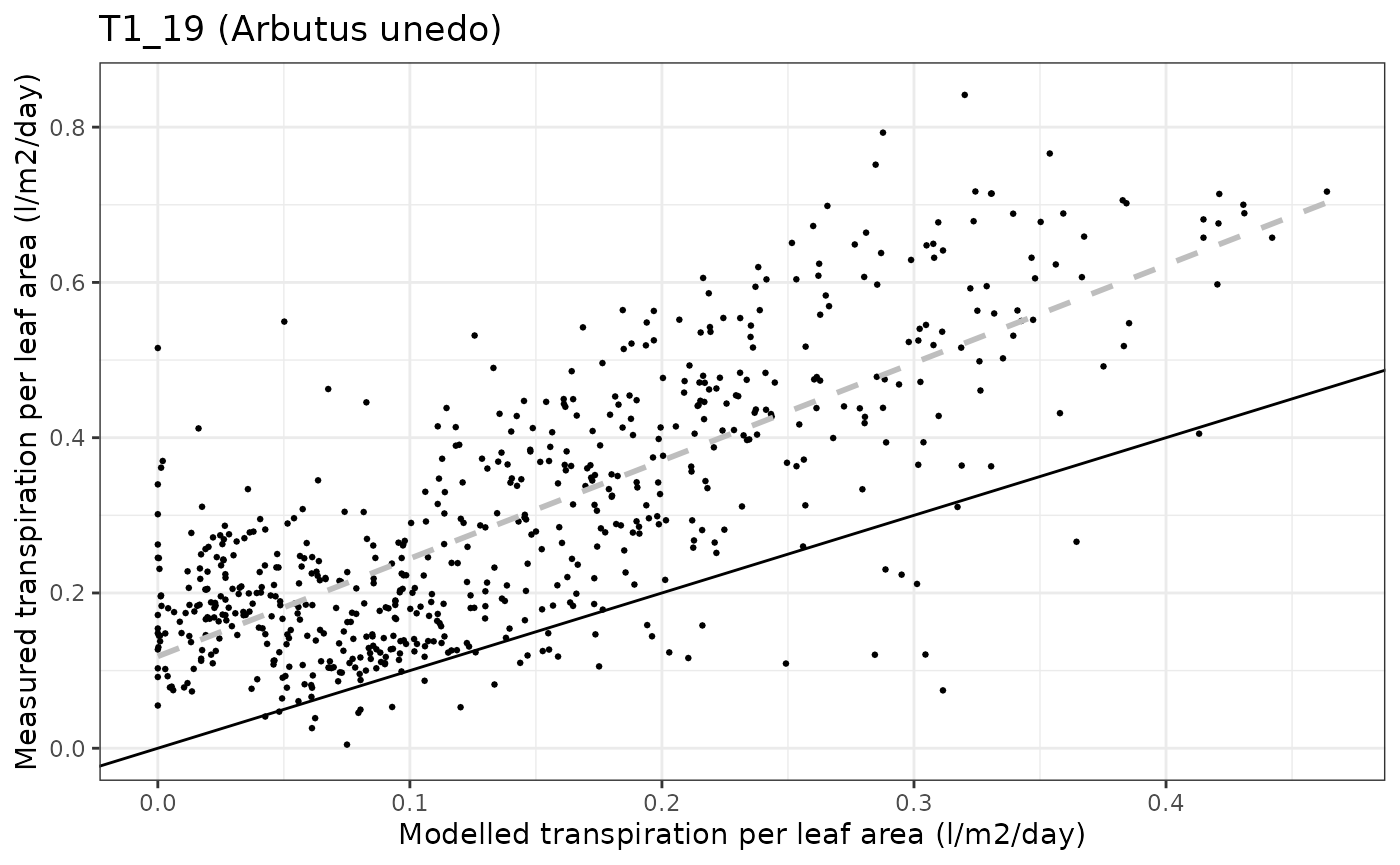 T1_19 (Arbutus unedo)
Measured transpiration per leaf area (l/m2/day)
0.8
0.6
0.4
0.2
0.0
0.0 0.1 0.2 0.3 0.4
Modelled transpiration per leaf area (l/m2/day)